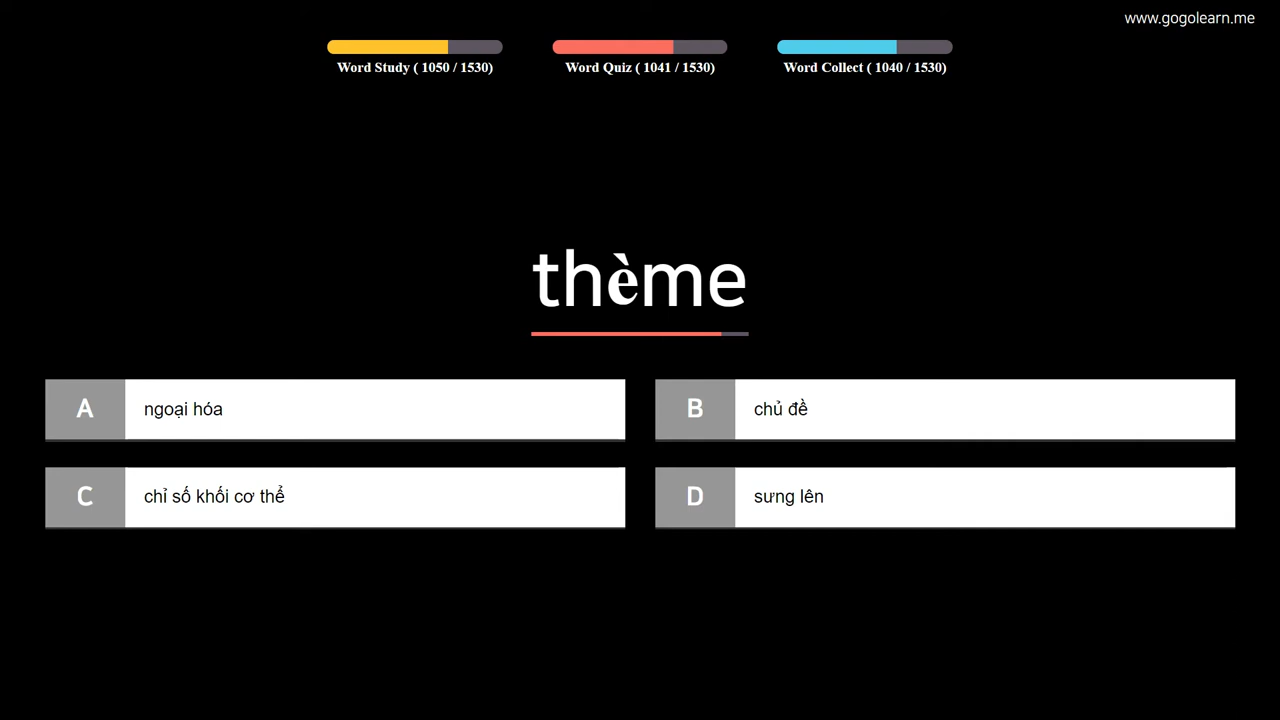 www.gogolearn.me
Word Study ( 1050 / 1530)
Word Quiz ( 1041 / 1530)
Word Collect ( 1040 / 1530)
thème
A ngoại hóa
B chủ đề
C chỉ số khối cơ thể
D sưng lên